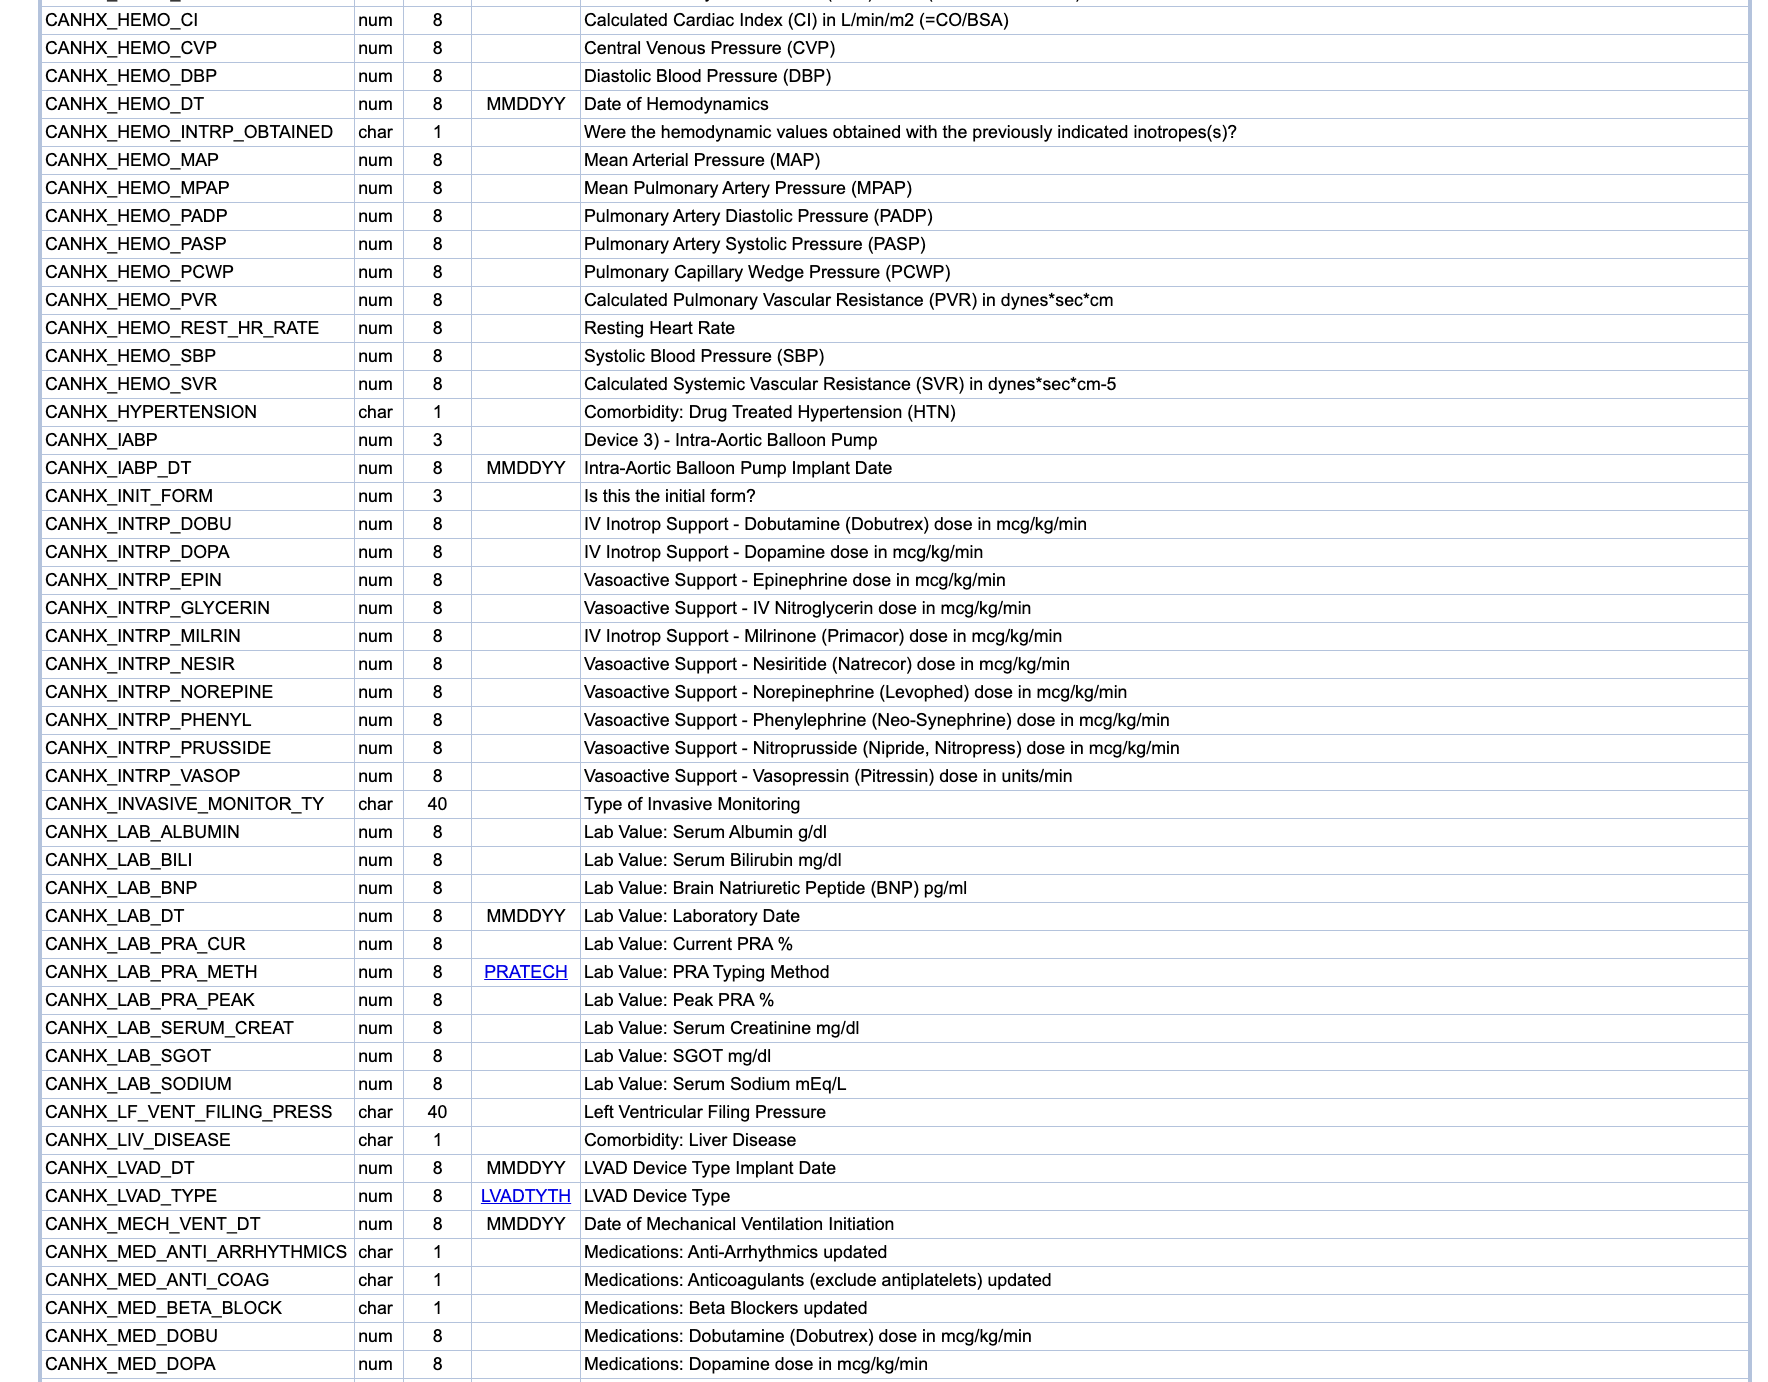 CANHX_HEMO_CI num 8 Calculated Cardiac Index (CI) in L/min/m2 (=CO/BSA)
CANHX_HEMO_CVP num 8 Central Venous Pressure (CVP)
CANHX_HEMO_DBP num 8 Diastolic Blood Pressure (DBP)
CANHX_HEMO_DT num 8 MMDDYY Date of Hemodynamics
CANHX_HEMO_INTRP_OBTAINED char 1 Were the hemodynamic values obtained with the previously indicated inotropes(s)?
CANHX_HEMO_MAP num 8 Mean Arterial Pressure (MAP)
CANHX_HEMO_MPAP num 8 Mean Pulmonary Artery Pressure (MPAP)
CANHX_HEMO_PADP num 8 Pulmonary Artery Diastolic Pressure (PADP)
CANHX_HEMO_PASP num 8 Pulmonary Artery Systolic Pressure (PASP)
CANHX_HEMO_PCWP num 8 Pulmonary Capillary Wedge Pressure (PCWP)
CANHX_HEMO_PVR num 8 Calculated Pulmonary Vascular Resistance (PVR) in dynes*sec*cm
CANHX_HEMO_REST_HR_RATE num 8 Resting Heart Rate
CANHX_HEMO_SBP num 8 Systolic Blood Pressure (SBP)
CANHX_HEMO_SVR num 8 Calculated Systemic Vascular Resistance (SVR) in dynes*sec*cm-5
CANHX_HYPERTENSION char 1 Comorbidity: Drug Treated Hypertension (HTN)
CANHX_IABP num 3 Device 3) - Intra-Aortic Balloon Pump
CANHX_IABP_DT num 8 MMDDYY Intra-Aortic Balloon Pump Implant Date
CANHX_INIT_FORM num 3 Is this the initial form?
CANHX_INTRP_DOBU num 8 IV Inotrop Support - Dobutamine (Dobutrex) dose in mcg/kg/min
CANHX_INTRP_DOPA num 8 IV Inotrop Support - Dopamine dose in mcg/kg/min
CANHX_INTRP_EPIN num 8 Vasoactive Support - Epinephrine dose in mcg/kg/min
CANHX_INTRP_GLYCERIN num 8 Vasoactive Support - IV Nitroglycerin dose in mcg/kg/min
CANHX_INTRP_MILRIN num 8 IV Inotrop Support - Milrinone (Primacor) dose in mcg/kg/min
CANHX_INTRP_NESIR num 8 Vasoactive Support - Nesiritide (Natrecor) dose in mcg/kg/min
CANHX_INTRP_NOREPINE num 8 Vasoactive Support - Norepinephrine (Levophed) dose in mcg/kg/min
CANHX_INTRP_PHENYL num 8 Vasoactive Support - Phenylephrine (Neo-Synephrine) dose in mcg/kg/min
CANHX_INTRP_PRUSSIDE num 8 Vasoactive Support - Nitroprusside (Nipride, Nitropress) dose in mcg/kg/min
CANHX_INTRP_VASOP num 8 Vasoactive Support - Vasopressin (Pitressin) dose in units/min
CANHX_INVASIVE_MONITOR_TY char 40 Type of Invasive Monitoring
CANHX_LAB_ALBUMIN num 8 Lab Value: Serum Albumin g/dl
CANHX_LAB_BILI num 8 Lab Value: Serum Bilirubin mg/dl
CANHX_LAB_BNP num 8 Lab Value: Brain Natriuretic Peptide (BNP) pg/ml
CANHX_LAB_DT num 8 MMDDYY Lab Value: Laboratory Date
CANHX_LAB_PRA_CUR num 8 Lab Value: Current PRA %
CANHX_LAB_PRA_METH num 8 PRATECH Lab Value: PRA Typing Method
CANHX_LAB_PRA_PEAK num 8 Lab Value: Peak PRA %
CANHX_LAB_SERUM_CREAT num 8 Lab Value: Serum Creatinine mg/dl
CANHX_LAB_SGOT num 8 Lab Value: SGOT mg/dl
CANHX_LAB_SODIUM num 8 Lab Value: Serum Sodium mEq/L
CANHX_LF_VENT_FILING_PRESS char 40 Left Ventricular Filing Pressure
CANHX_LIV_DISEASE char 1 Comorbidity: Liver Disease
CANHX_LVAD_DT num 8 MMDDYY LVAD Device Type Implant Date
CANHX_LVAD_TYPE num 8 LVADTYTH LVAD Device Type
CANHX_MECH_VENT_DT num 8 MMDDYY Date of Mechanical Ventilation Initiation
CANHX_MED_ANTI_ARRHYTHMICS char 1 Medications: Anti-Arrhythmics updated
CANHX_MED_ANTI_COAG char 1 Medications: Anticoagulants (exclude antiplatelets) updated
CANHX_MED_BETA_BLOCK char 1 Medications: Beta Blockers updated
CANHX_MED_DOBU num 8 Medications: Dobutamine (Dobutrex) dose in mcg/kg/min
CANHX_MED_DOPA num 8 Medications: Dopamine dose in mcg/kg/min